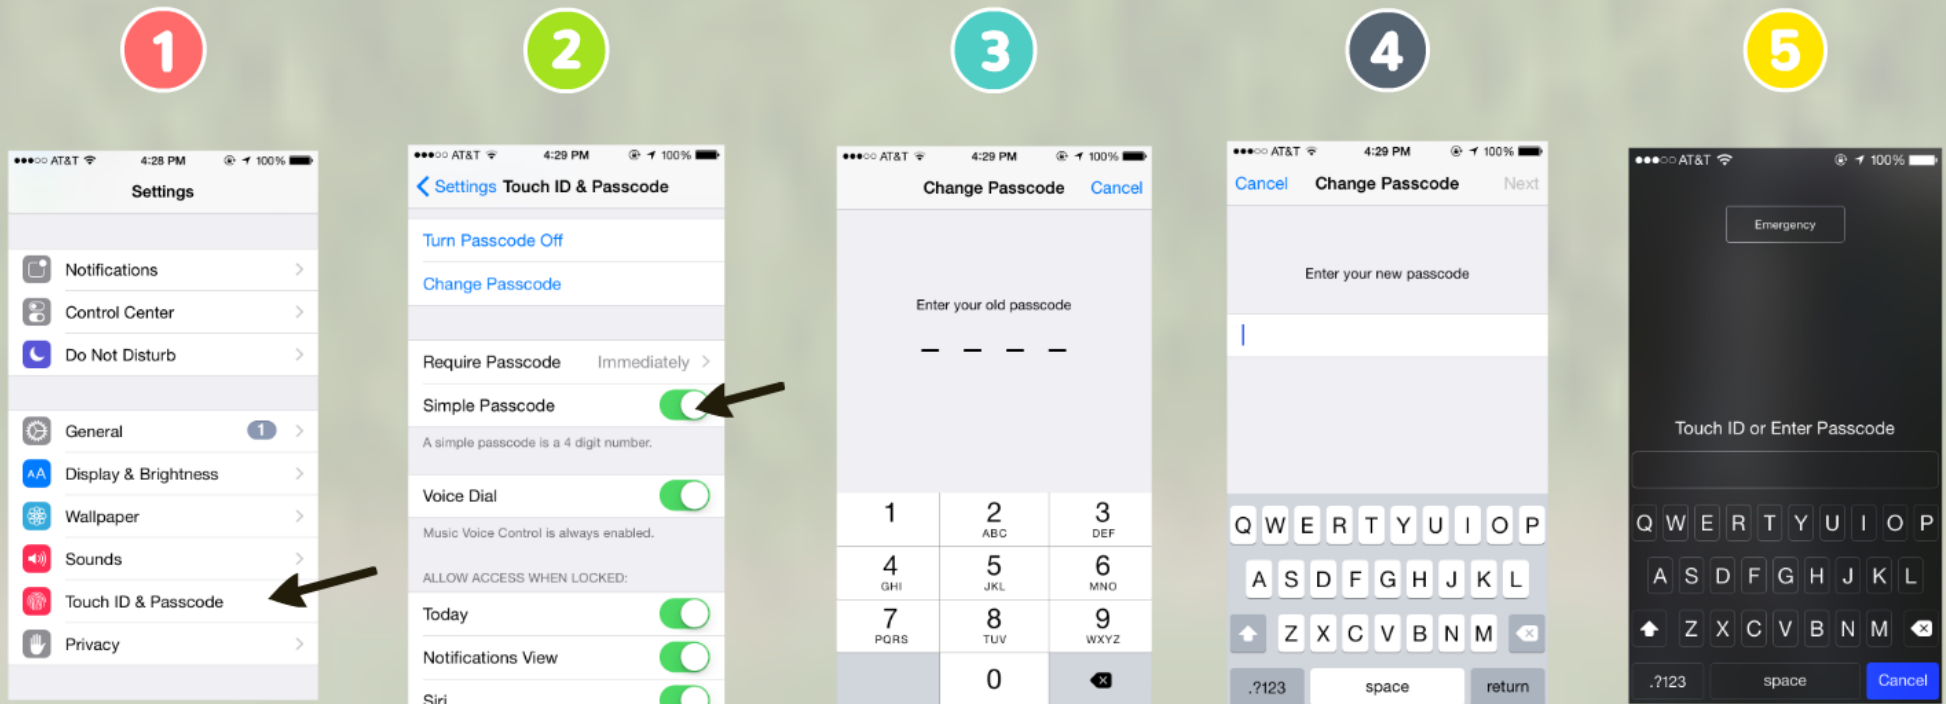 1
●●●○○ AT&T 4:28 PM 100%
Settings
Notifications
Control Center
Do Not Disturb
General 1
AA Display & Brightness
Wallpaper
Sounds
Touch ID & Passcode
Privacy
2
●●●○○ AT&T 4:29 PM 100%
Settings Touch ID & Passcode
Turn Passcode Off
Change Passcode
Require Passcode Immediately
Simple Passcode
A simple passcode is a 4 digit number.
Voice Dial
Music Voice Control is always enabled.
ALLOW ACCESS WHEN LOCKED:
Today
Notifications View
Siri
3
●●●○○ AT&T 4:29 PM 100%
Change Passcode Cancel
Enter your old passcode
1 2 3
ABC DEF
4 5 6
GHI JKL MNO
7 8 9
PQRS TUV WXYZ
0
4
●●●○○ AT&T 4:29 PM 100%
Cancel Change Passcode Next
Enter your new passcode
Q W E R T Y U I O P
A S D F G H J K L
Z X C V B N M
.?123 space return
5
●●●○○ AT&T 100%
Emergency
Touch ID or Enter Passcode
Q W E R T Y U I O P
A S D F G H J K L
Z X C V B N M
.?123 space Cancel